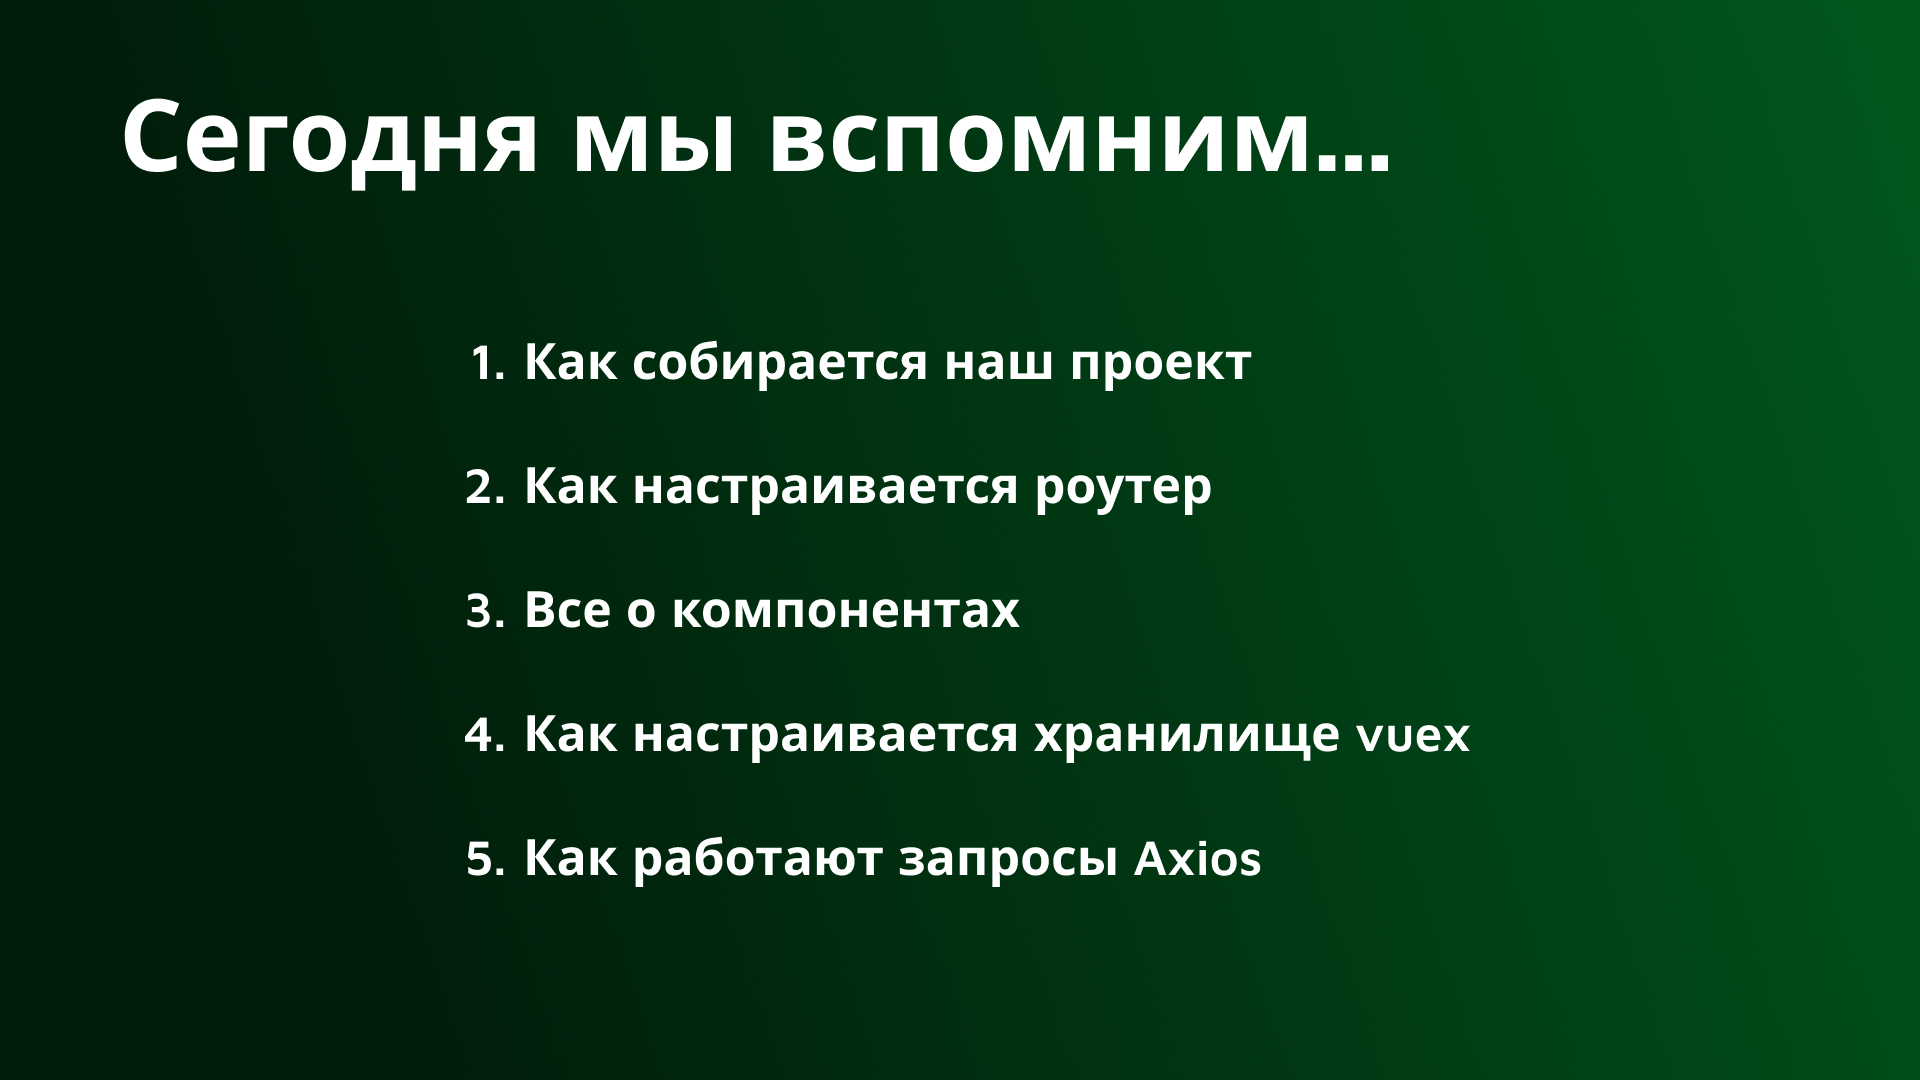 Сегодня мы вспомним...
1. Как собирается наш проект
2. Как настраивается роутер
3. Все о компонентах
4. Как настраивается хранилище vuex
5. Как работают запросы Axios